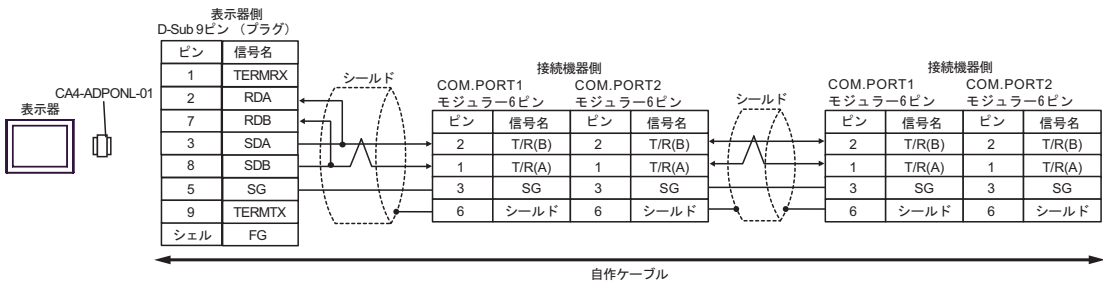 表示器側
D-Sub 9ピン （プラグ）
ピン 信号名
1 TERMRX
2 RDA
7 RDB
3 SDA
8 SDB
5 SG
9 TERMTX
シェル FG
表示器
CA4-ADPONL-01
シールド
接続機器側
COM.PORT1 COM.PORT2
モジュラー6ピン モジュラー6ピン
ピン 信号名 ピン 信号名
2 T/R(B) 2 T/R(B)
1 T/R(A) 1 T/R(A)
3 SG 3 SG
6 シールド 6 シールド
シールド
接続機器側
COM.PORT1 COM.PORT2
モジュラー6ピン モジュラー6ピン
ピン 信号名 ピン 信号名
2 T/R(B) 2 T/R(B)
1 T/R(A) 1 T/R(A)
3 SG 3 SG
6 シールド 6 シールド
自作ケーブル